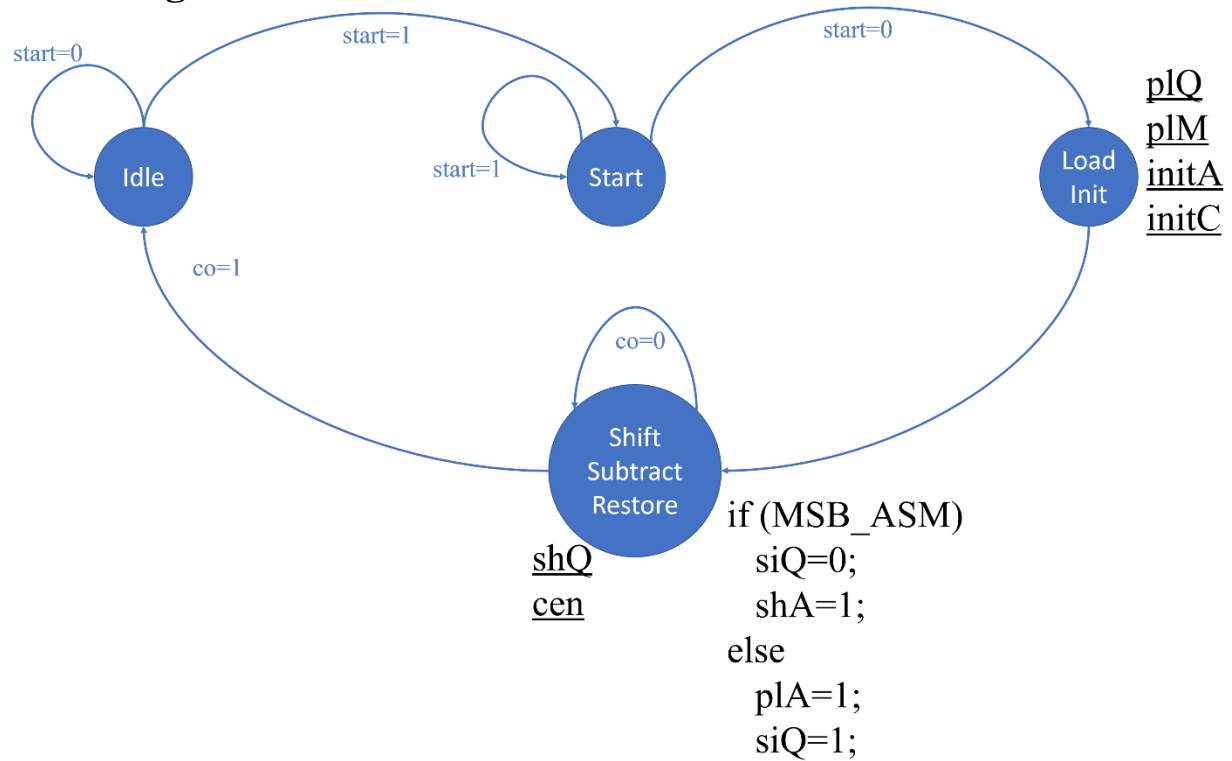 start=0
start=1
start=0
Idle
start=1
Start
Load
Init
plQ
plM
initA
initC
co=1
co=0
Shift
Subtract
Restore
shQ
cen
if (MSB_ASM)
siQ=0;
shA=1;
else
plA=1;
siQ=1;